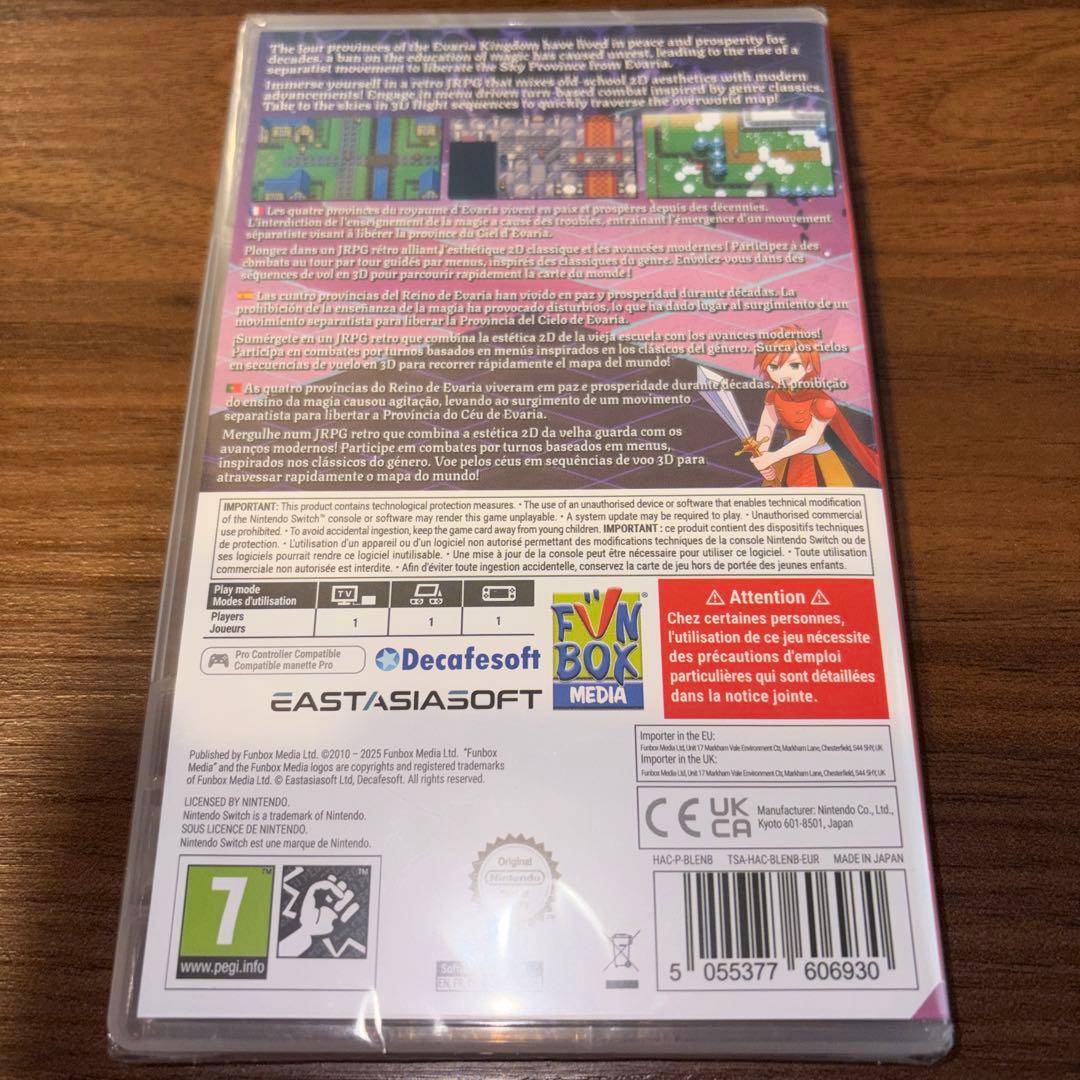 The four provinces of the Evaria Kingdom have lived in peace and prosperity for
decades. a ban on the education of magic has caused unrest, leading to the rise of a
separatist movement to liberate the Sky Province from Evaria.
Immerse yourself in a retro JRPG that mixes old-school 2D aesthetics with modern
advancements! Engage in menu driven turn-based combat inspired by genre classics.
Take to the skies in 3D flight sequences to quickly traverse the overworld map!
Les quatre provinces du royaume d'Evaria vivent en paix et prospères depuis des décennies.
L'interdiction de l'enseignement de la magie a causé des troubles, entraînant l'émergence d'un mouvement
séparatiste visant à libérer la province du Ciel d'Evaria.
Plongez dans un JRPG rétro alliant l'esthétique 2D classique et les avancées modernes ! Participez à des
combats au tour par tour guidés par menus, inspirés des classiques du genre. Envolez-vous dans des
séquences de vol en 3D pour parcourir rapidement la carte du monde !
Las cuatro provincias del Reino de Evaria han vivido en paz y prosperidad durante décadas. La
prohibición de la enseñanza de la magia ha provocado disturbios, lo que ha dado lugar al surgimiento de un
movimiento separatista para liberar la Provincia del Cielo de Evaria.
¡Sumérgete en un JRPG retro que combina la estética 2D de la vieja escuela con los avances modernos!
Participa en combates por turnos basados en menús inspirados en los clásicos del género. ¡Surca los cielos
en secuencias de vuelo en 3D para recorrer rápidamente el mapa del mundo!
As quatro províncias do Reino de Evaria viveram em paz e prosperidade durante décadas. A proibição
do ensino da magia causou agitação, levando ao surgimento de um movimento
separatista para libertar a Província do Céu de Evaria.
Mergulhe num JRPG retro que combina a estética 2D da velha guarda com os
avanços modernos! Participe em combates por turnos baseados em menus,
inspirados nos clássicos do género. Voe pelos céus em sequências de voo 3D para
atravessar rapidamente o mapa do mundo!
IMPORTANT: This product contains technological protection measures. • The use of an unauthorised device or software that enables technical modification
of the Nintendo Switch™ console or software may render this game unplayable. • A system update may be required to play. • Unauthorised commercial
use prohibited. • To avoid accidental ingestion, keep the game card away from young children. IMPORTANT : ce produit contient des dispositifs techniques
de protection. • L'utilisation d'un appareil ou d'un logiciel non autorisé permettant des modifications techniques de la console Nintendo Switch ou de
ses logiciels pourrait rendre ce logiciel inutilisable. • Une mise à jour de la console peut être nécessaire pour utiliser ce logiciel. • Toute utilisation
commerciale non autorisée est interdite. • Afin d'éviter toute ingestion accidentelle, conservez la carte de jeu hors de portée des jeunes enfants.
Play mode
Modes d'utilisation
TV
Players
Joueurs
1
1
1
Pro Controller Compatible
Compatible manette Pro
Decafesoft
EASTASIASOFT
FUN
BOX
MEDIA
®
Attention
Chez certaines personnes,
l'utilisation de ce jeu nécessite
des précautions d'emploi
particulières qui sont détaillées
dans la notice jointe.
Importer in the EU:
Funbox Media Ltd, Unit 17 Markham Vale Environment Ctr, Markham Lane, Chesterfield, S44 5HY, UK
Importer in the UK:
Funbox Media Ltd, Unit 17 Markham Vale Environment Ctr, Markham Lane, Chesterfield, S44 5HY, UK
Published by Funbox Media Ltd. ©2010 – 2025 Funbox Media Ltd. "Funbox
Media" and the Funbox Media logos are copyrights and registered trademarks
of Funbox Media Ltd. © Eastasiasoft Ltd, Decafesoft. All rights reserved.
LICENSED BY NINTENDO.
Nintendo Switch is a trademark of Nintendo.
SOUS LICENCE DE NINTENDO.
Nintendo Switch est une marque de Nintendo.
CE UK
CA
Manufacturer: Nintendo Co., Ltd.,
Kyoto 601-8501, Japan
HAC-P-BLENB TSA-HAC-BLENB-EUR MADE IN JAPAN
7
TM
www.pegi.info
TM
Original
Nintendo
EN, FR
5 055377 606930